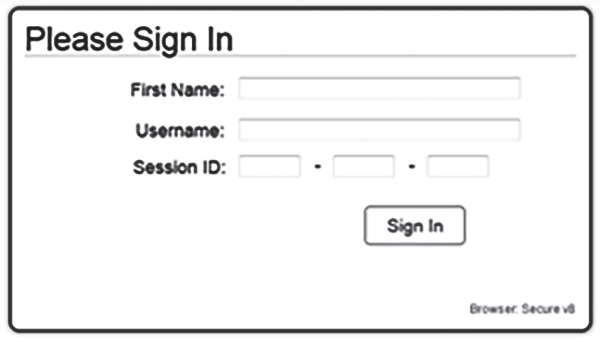 Please Sign In
First Name:
Username:
Session ID: - -
Sign In
Browser: Secure v8